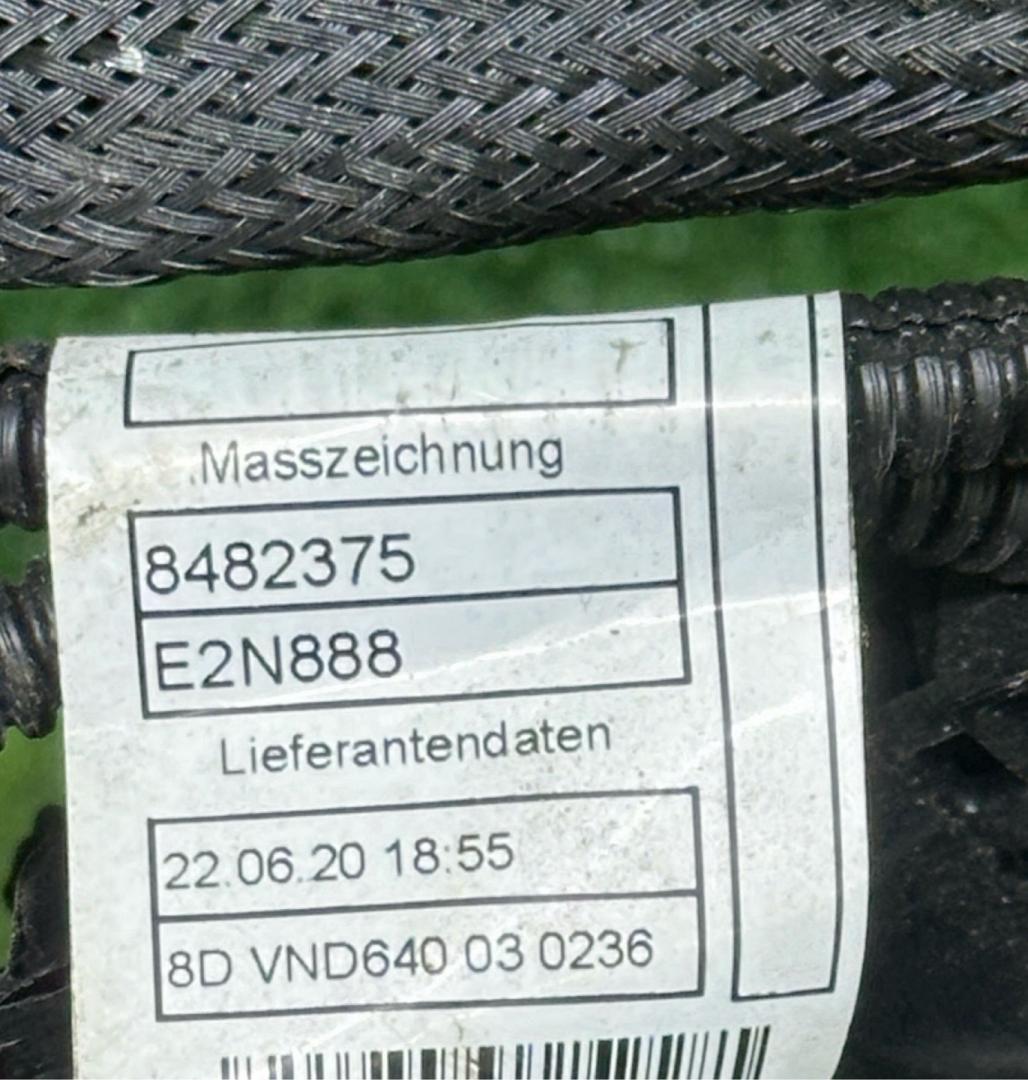 Masszeichnung
8482375
E2N888
Lieferantendaten
22.06.20 18:55
8D VND640 03 0236